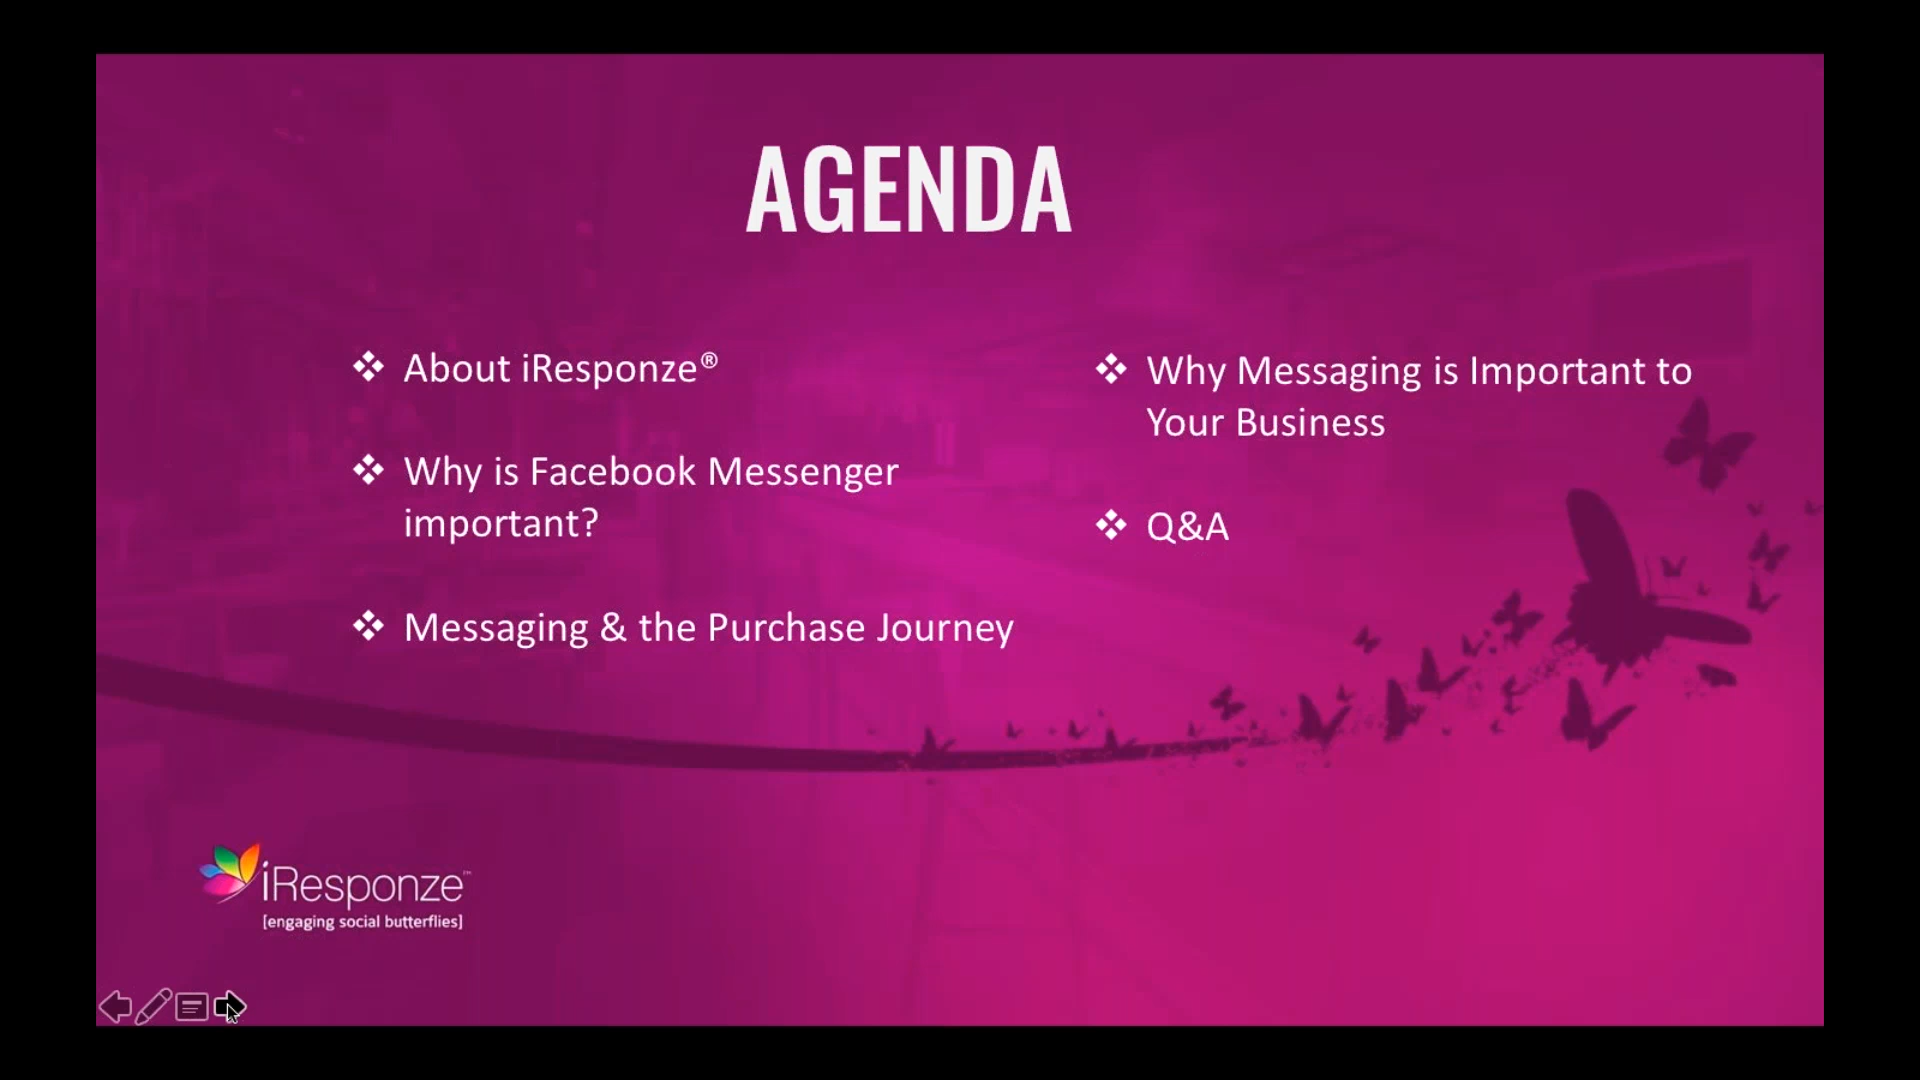 AGENDA
❖ About iResponze®
❖ Why is Facebook Messenger
important?
❖ Messaging & the Purchase Journey
❖ Why Messaging is Important to
Your Business
❖ Q&A
iResponze™
[engaging social butterflies]